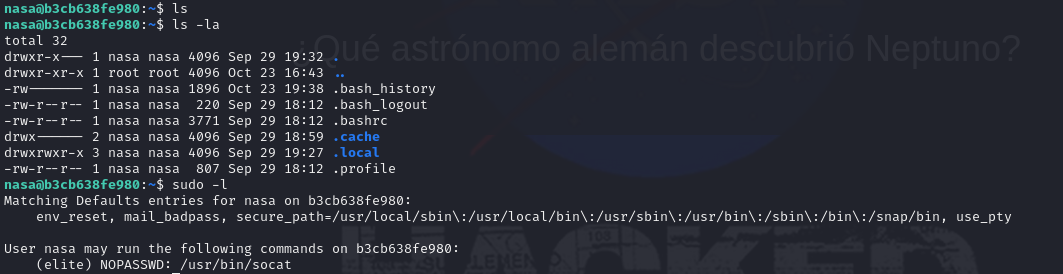 nasa@b3cb638fe980:~$ ls
nasa@b3cb638fe980:~$ ls -la
total 32
drwxr-x--- 1 nasa nasa 4096 Sep 29 19:32 .
drwxr-xr-x 1 root root 4096 Oct 23 16:43 ..
-rw------- 1 nasa nasa 1896 Oct 23 19:38 .bash_history
-rw-r--r-- 1 nasa nasa  220 Sep 29 18:12 .bash_logout
-rw-r--r-- 1 nasa nasa 3771 Sep 29 18:12 .bashrc
drwx------ 2 nasa nasa 4096 Sep 29 18:59 .cache
drwxrwxr-x 3 nasa nasa 4096 Sep 29 19:27 .local
-rw-r--r-- 1 nasa nasa  807 Sep 29 18:12 .profile
nasa@b3cb638fe980:~$ sudo -l
Matching Defaults entries for nasa on b3cb638fe980:
    env_reset, mail_badpass, secure_path=/usr/local/sbin\:/usr/local/bin\:/usr/sbin\:/usr/bin\:/sbin\:/bin\:/snap/bin, use_pty
User nasa may run the following commands on b3cb638fe980:
    (elite) NOPASSWD: /usr/bin/socat
¿Qué astrónomo alemán descubrió Neptuno?
HACKED